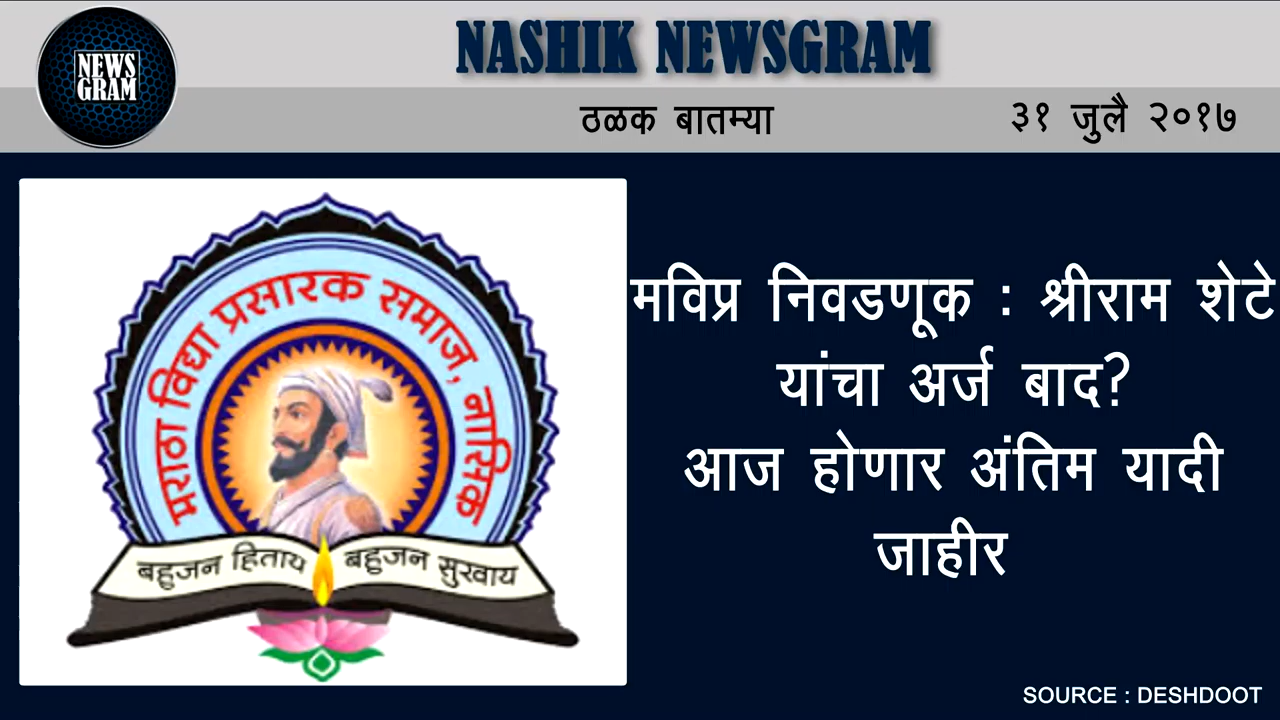 NEWS
GRAM
NASHIK NEWSGRAM
ठळक बातम्या
३१ जुलै २०१७
मराठा विद्या प्रसारक समाज, नासिक
बहुजन हिताय बहुजन सुखाय
मविप्र निवडणूक : श्रीराम शेटे
यांचा अर्ज बाद?
आज होणार अंतिम यादी
जाहीर
SOURCE : DESHDOOT